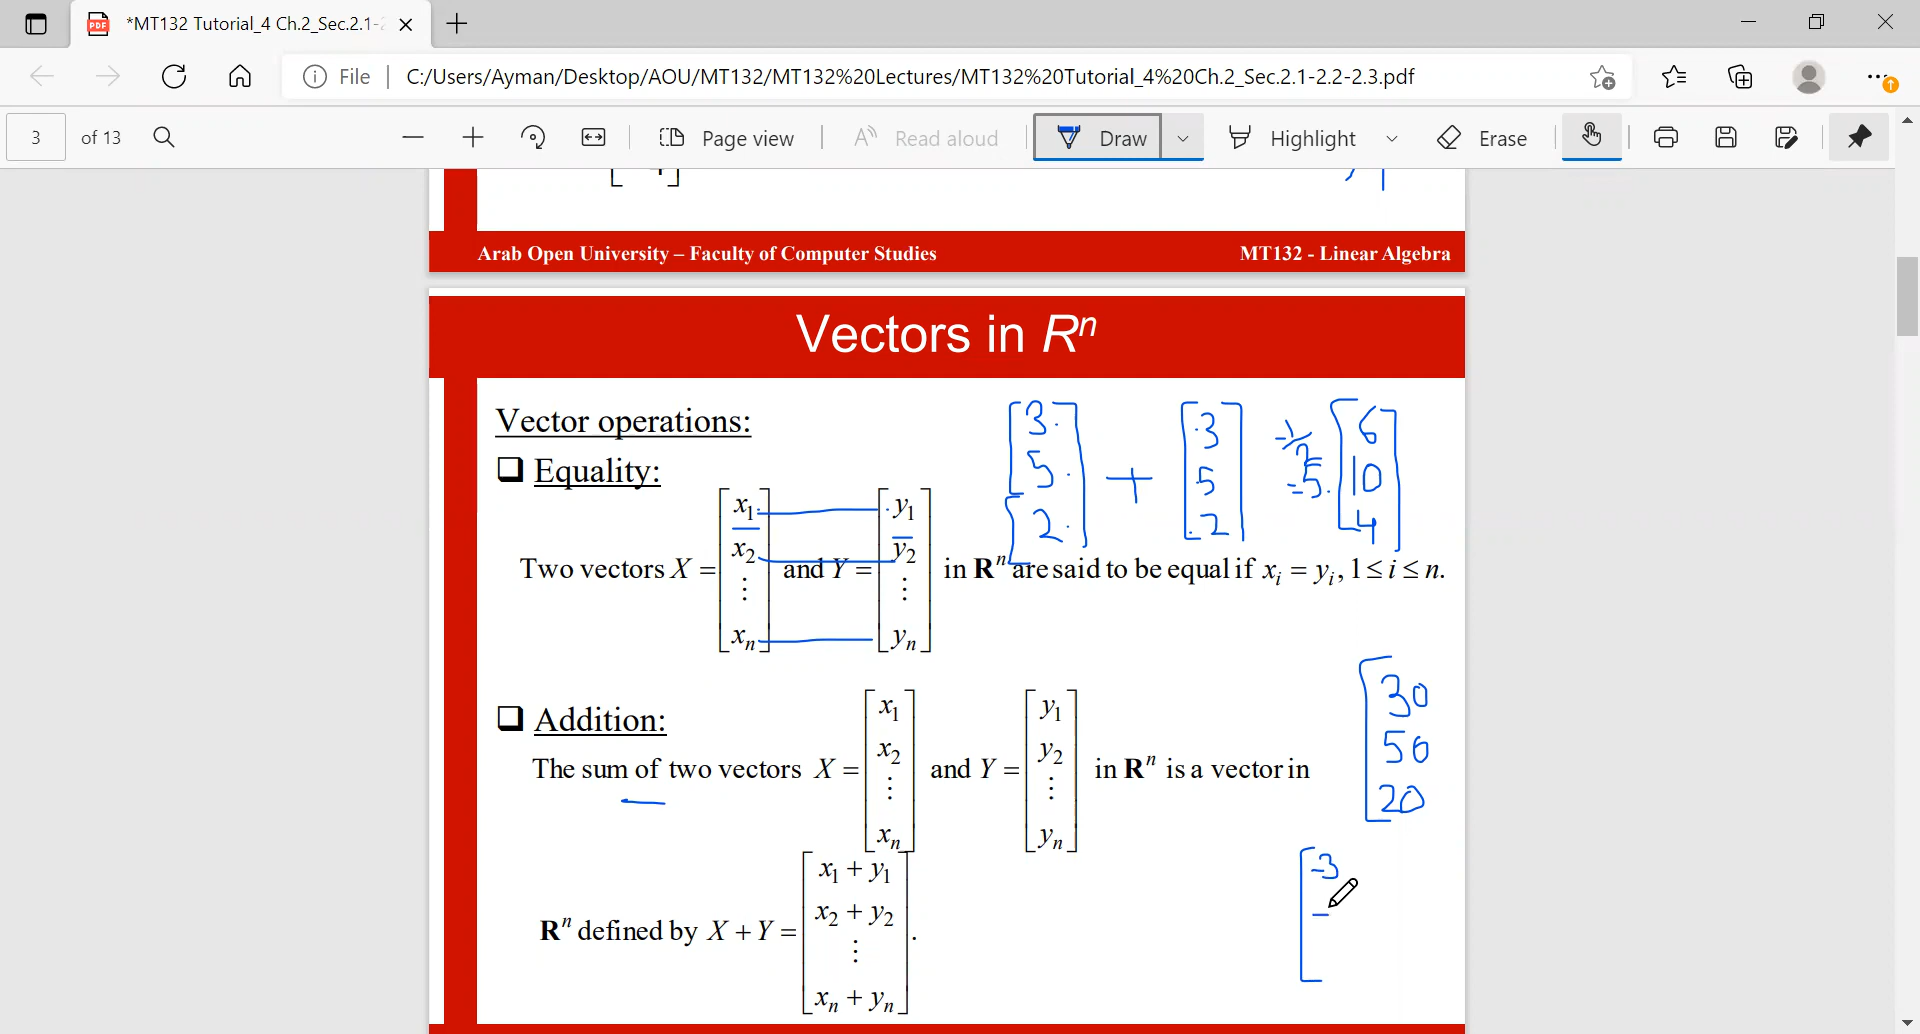 *MT132 Tutorial_4 Ch.2_Sec.2.1-2
File | C:/Users/Ayman/Desktop/AOU/MT132/MT132%20Lectures/MT132%20Tutorial_4%20Ch.2_Sec.2.1-2.2-2.3.pdf
3 of 13 Page view Read aloud Draw Highlight Erase
Arab Open University – Faculty of Computer Studies MT132 - Linear Algebra
Vectors in Rⁿ
Vector operations:
❑ Equality:
[3 5 2] + [3 5 2] -1/2 -5. [6 10 4]
Two vectors X = [x₁ x₂ ⋮ xₙ] and Y = [y₁ y₂ ⋮ yₙ] in Rⁿ are said to be equal if xᵢ = yᵢ, 1 ≤ i ≤ n.
[30 50 20]
❑ Addition:
The sum of two vectors X = [x₁ x₂ ⋮ xₙ] and Y = [y₁ y₂ ⋮ yₙ] in Rⁿ is a vector in
Rⁿ defined by X + Y = [x₁ + y₁ x₂ + y₂ ⋮ xₙ + yₙ].
[-3 -